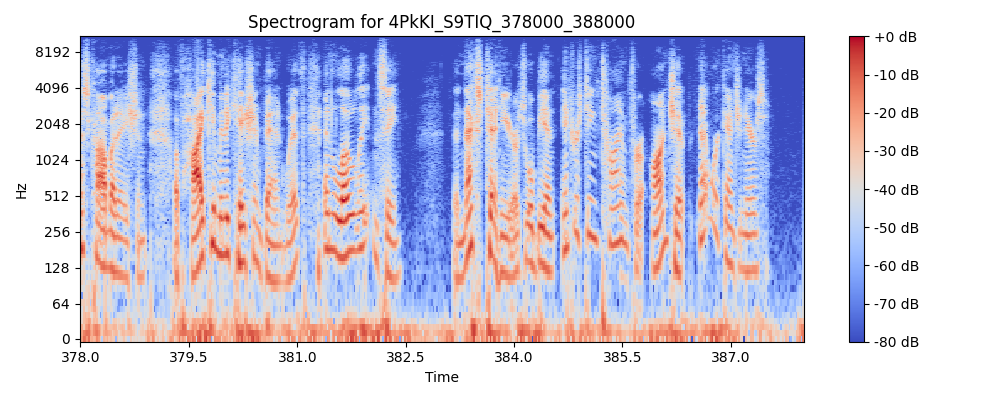 Spectrogram for 4PkKI_S9TIQ_378000_388000
8192
4096
2048
1024
512
256
128
64
0
Hz
378.0 379.5 381.0 382.5 384.0 385.5 387.0
Time
+0 dB
-10 dB
-20 dB
-30 dB
-40 dB
-50 dB
-60 dB
-70 dB
-80 dB